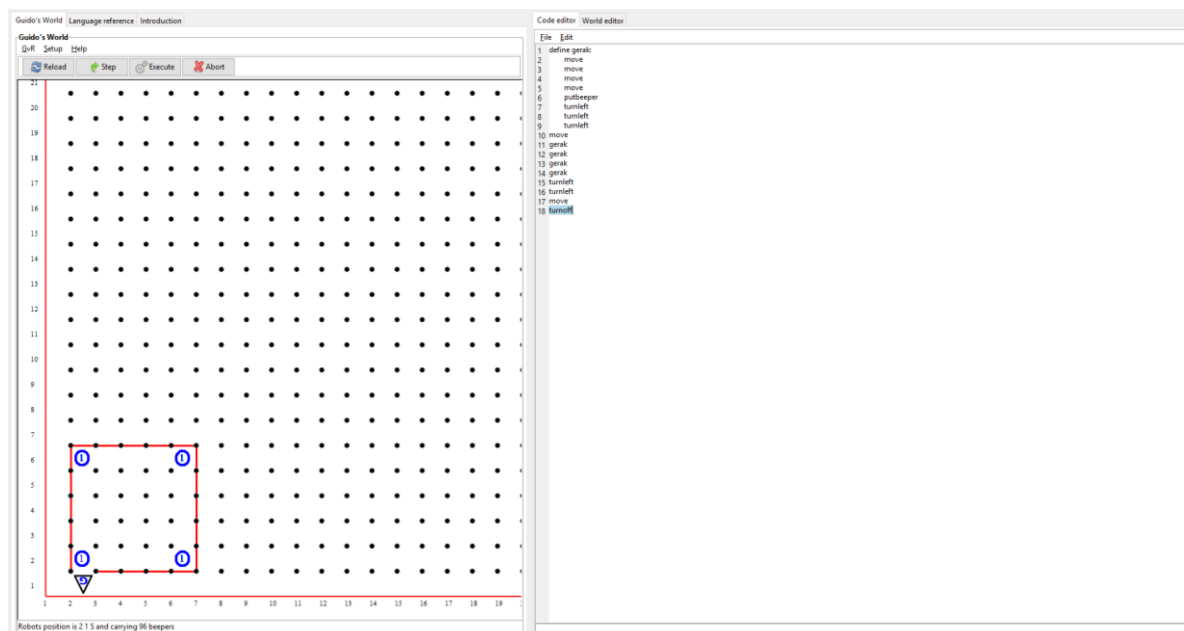 Guido's World Language reference Introduction
Guido's World
GvR Setup Help
Reload Step Execute Abort
21
20
19
18
17
16
15
14
13
12
11
10
9
8
7
6 1 1
5
4
3
2 1 1
1
1 2 3 4 5 6 7 8 9 10 11 12 13 14 15 16 17 18 19
Robots position is 2 1 S and carrying 96 beepers
Code editor World editor
File Edit
1 define gerak:
2 move
3 move
4 move
5 move
6 putbeeper
7 turnleft
8 turnleft
9 turnleft
10 move
11 gerak
12 gerak
13 gerak
14 gerak
15 turnleft
16 turnleft
17 move
18 turnoff